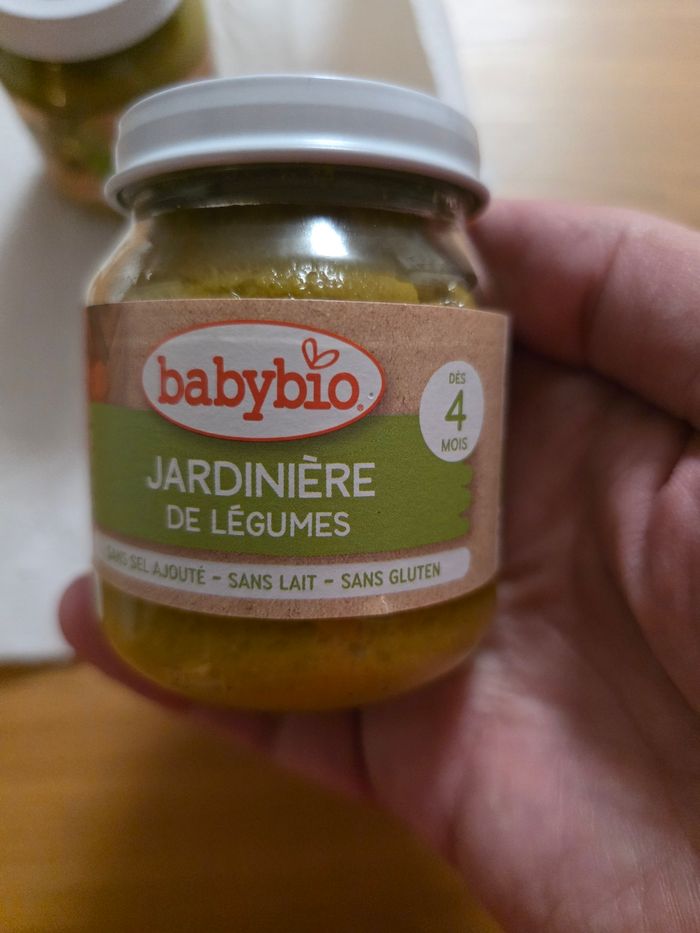 babybio
DÈS
4
MOIS
JARDINIÈRE
DE LÉGUMES
SANS SEL AJOUTÉ - SANS LAIT - SANS GLUTEN